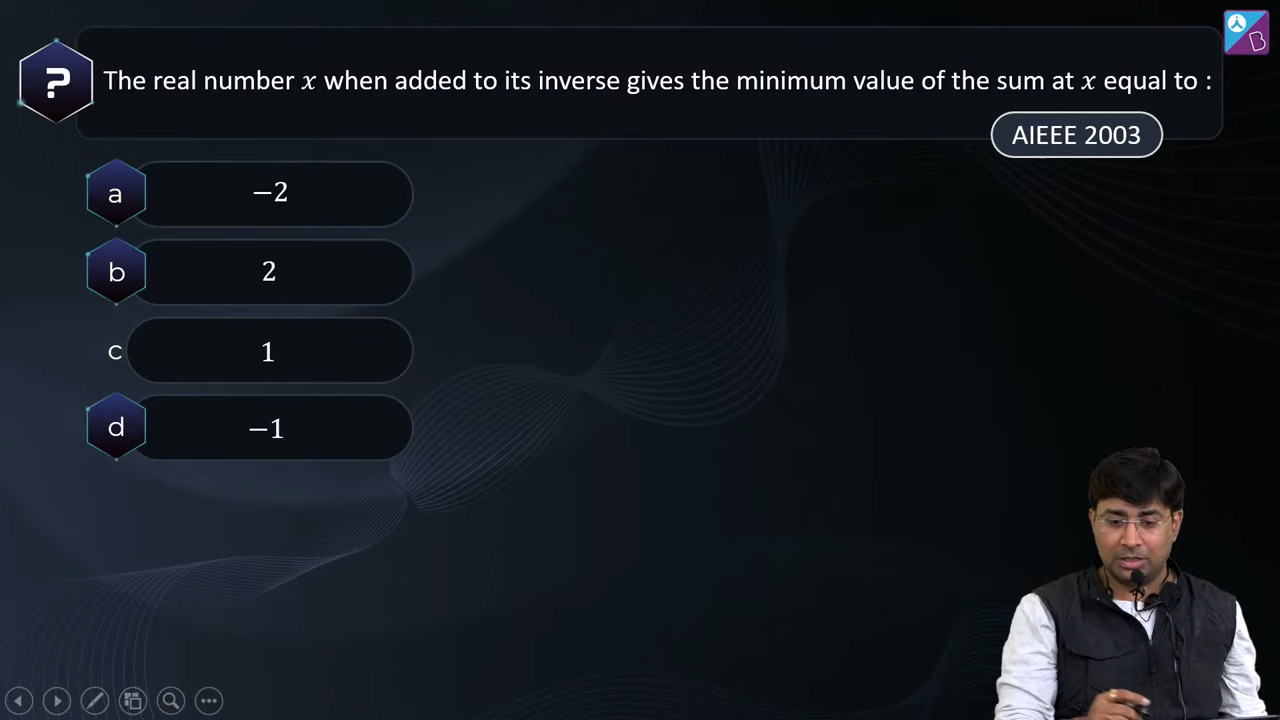 ?
The real number 𝑥 when added to its inverse gives the minimum value of the sum at 𝑥 equal to :
AIEEE 2003
a −2
b 2
c 1
d −1
B